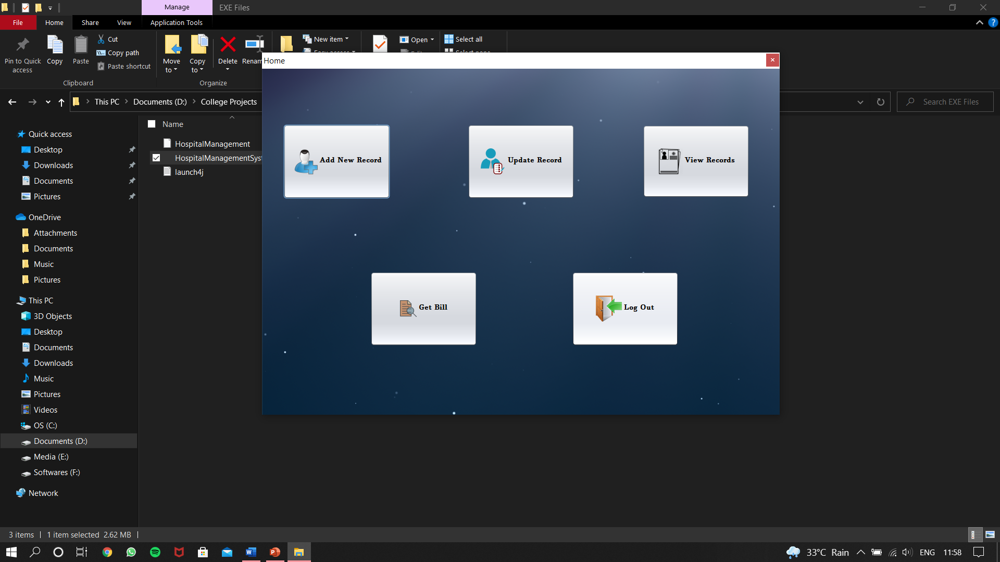 Manage
EXE Files
File
Home
Share
View
Application Tools
Pin to Quick access
Copy
Paste
Cut
Copy path
Paste shortcut
Clipboard
Move to
Copy to
Delete
Renam
Organize
New item
Easy access
Open
Select all
Select none
This PC
Documents (D:)
College Projects
Search EXE Files
Quick access
Desktop
Downloads
Documents
Pictures
OneDrive
Attachments
Documents
Music
Pictures
This PC
3D Objects
Desktop
Documents
Downloads
Music
Pictures
Videos
OS (C:)
Documents (D:)
Media (E:)
Softwares (F:)
Network
Name
HospitalManagement
HospitalManagementSyst
launch4j
Home
Add New Record
Update Record
View Records
Get Bill
Log Out
3 items
1 item selected 2.62 MB
33°C Rain
ENG
11:58